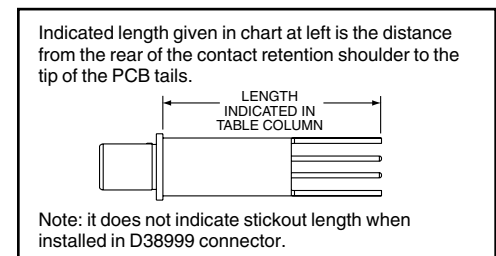 Indicated length given in chart at left is the distance
from the rear of the contact retention shoulder to the
tip of the PCB tails.
LENGTH
INDICATED IN
TABLE COLUMN
Note: it does not indicate stickout length when
installed in D38999 connector.